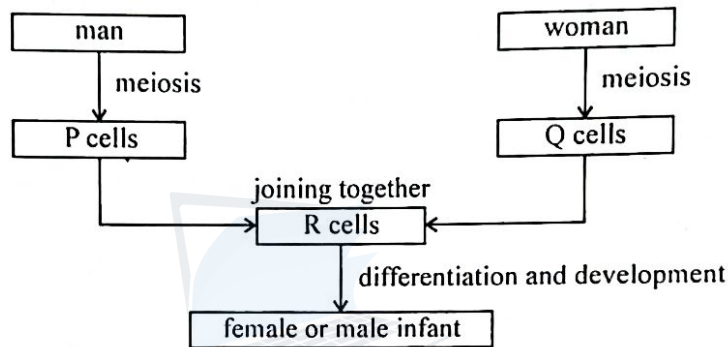 man
woman
meiosis
meiosis
P cells
Q cells
joining together
R cells
differentiation and development
female or male infant